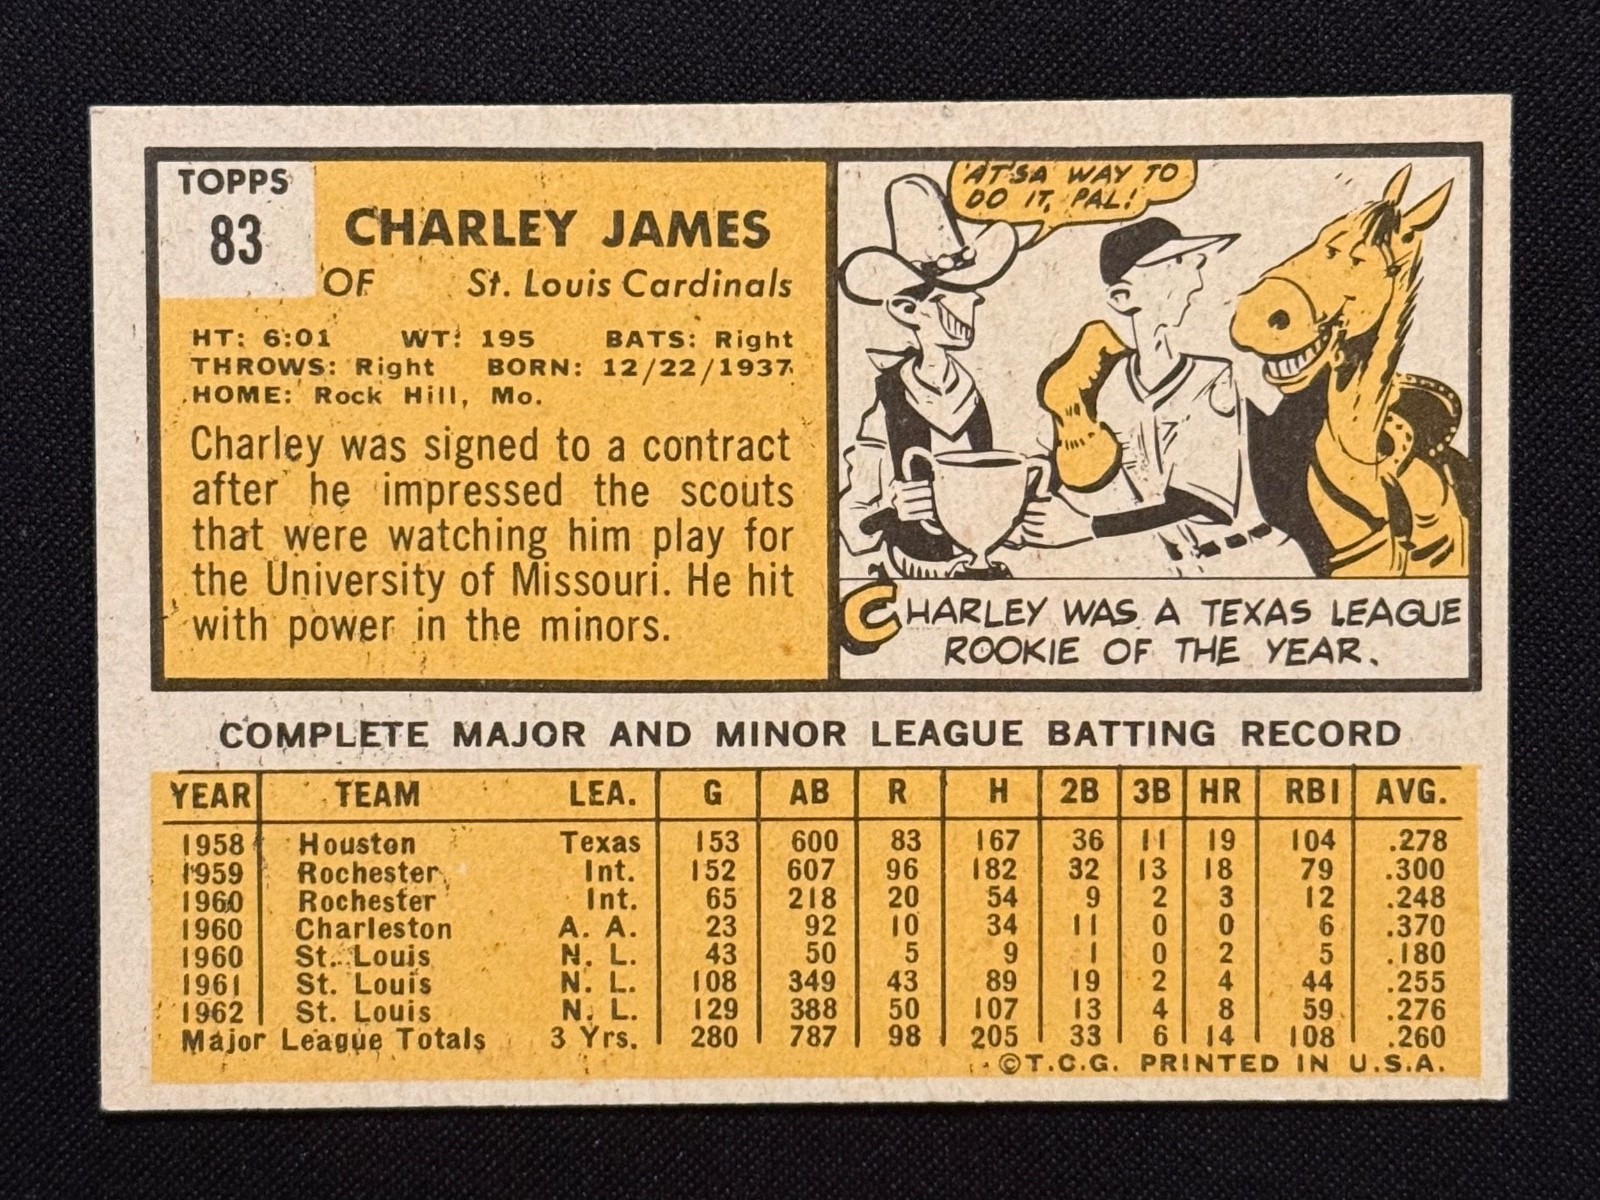 TOPPS
83
CHARLEY JAMES
OF St. Louis Cardinals
HT: 6:01 WT: 195 BATS: Right
THROWS: Right BORN: 12/22/1937
HOME: Rock Hill, Mo.
Charley was signed to a contract
after he impressed the scouts
that were watching him play for
the University of Missouri. He hit
with power in the minors.
'AT'SA WAY TO
DO IT, PAL!
CHARLEY WAS A TEXAS LEAGUE
ROOKIE OF THE YEAR.
COMPLETE MAJOR AND MINOR LEAGUE BATTING RECORD
YEAR TEAM LEA. G AB R H 2B 3B HR RBI AVG.
1958 Houston Texas 153 600 83 167 36 11 19 104 .278
1959 Rochester Int. 152 607 96 182 32 13 18 79 .300
1960 Rochester Int. 65 218 20 54 9 2 3 12 .248
1960 Charleston A. A. 23 92 10 34 11 0 0 6 .370
1960 St. Louis N. L. 43 50 5 9 1 0 2 5 .180
1961 St. Louis N. L. 108 349 43 89 19 2 4 44 .255
1962 St. Louis N. L. 129 388 50 107 13 4 8 59 .276
Major League Totals 3 Yrs. 280 787 98 205 33 6 14 108 .260
©T.C.G. PRINTED IN U.S.A.